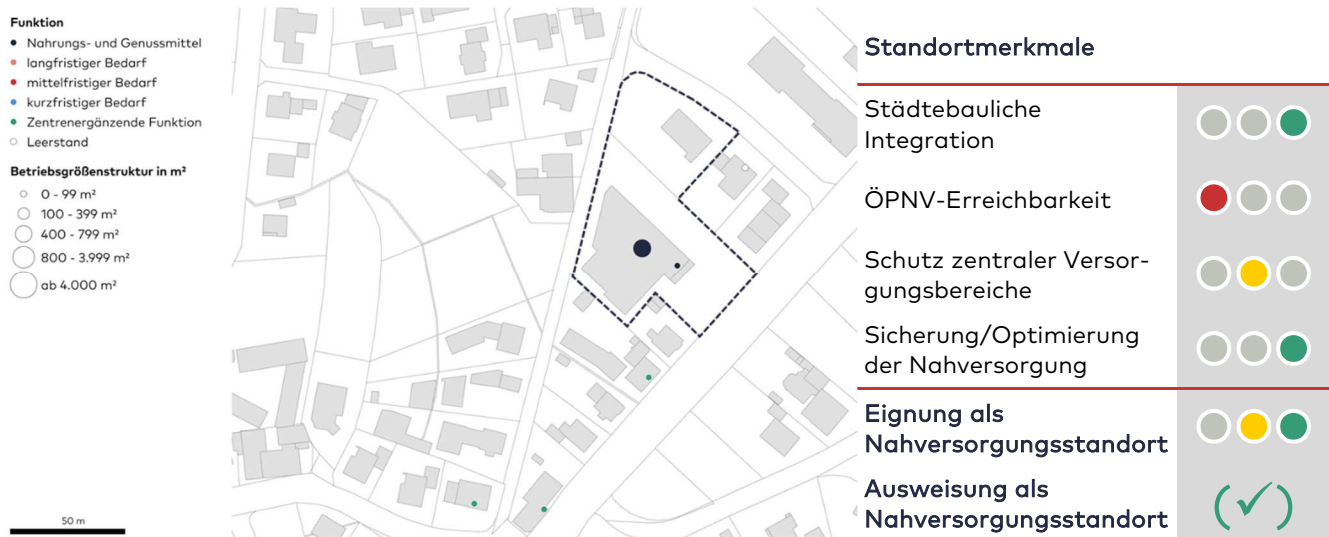 Funktion
Nahrungs- und Genussmittel
langfristiger Bedarf
mittelfristiger Bedarf
kurzfristiger Bedarf
Zentrenergänzende Funktion
Leerstand
Betriebsgrößenstruktur in m²
0 - 99 m²
100 - 399 m²
400 - 799 m²
800 - 3.999 m²
ab 4.000 m²
50 m
Standortmerkmale
Städtebauliche
Integration
ÖPNV-Erreichbarkeit
Schutz zentraler Versor-
gungsbereiche
Sicherung/Optimierung
der Nahversorgung
Eignung als
Nahversorgungsstandort
Ausweisung als
Nahversorgungsstandort
(✓)